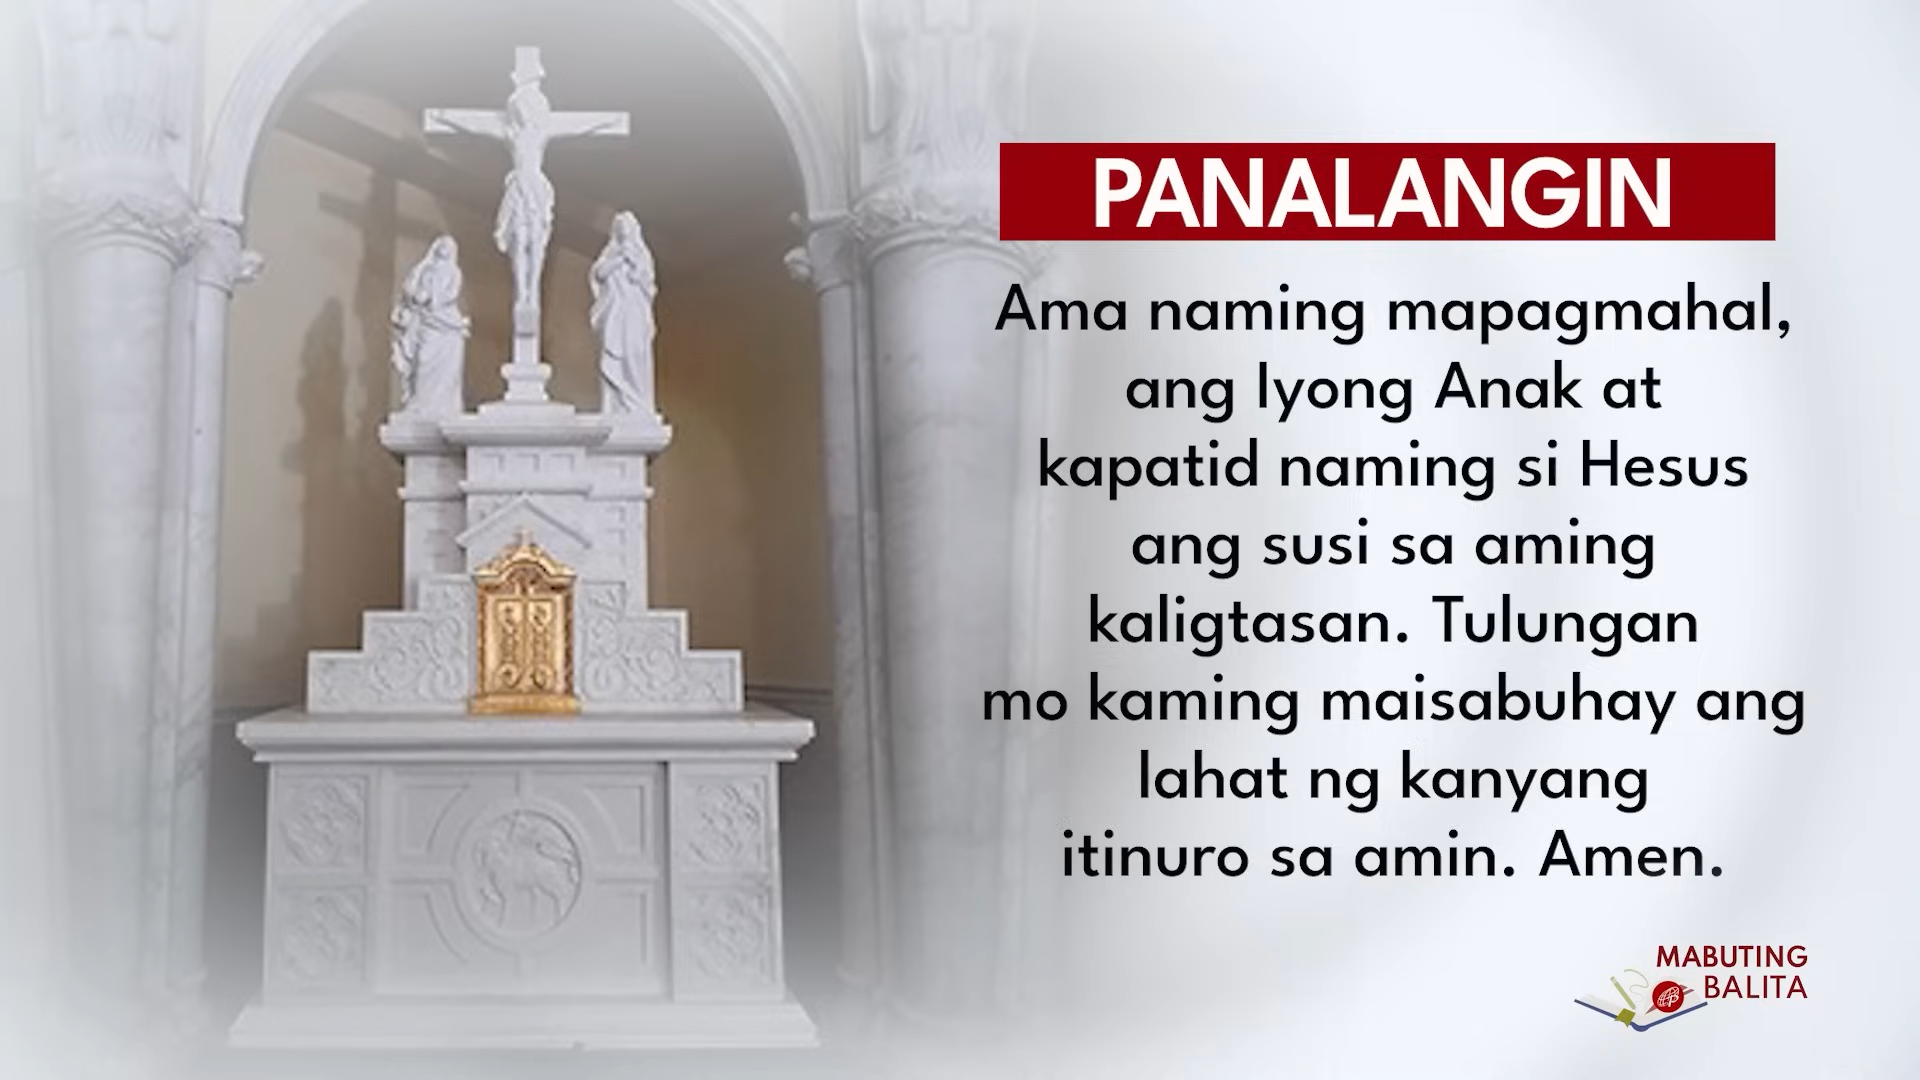 PANALANGIN
Ama naming mapagmahal,
ang Iyong Anak at
kapatid naming si Hesus
ang susi sa aming
kaligtasan. Tulungan
mo kaming maisabuhay ang
lahat ng kanyang
itinuro sa amin. Amen.
MABUTING
BALITA